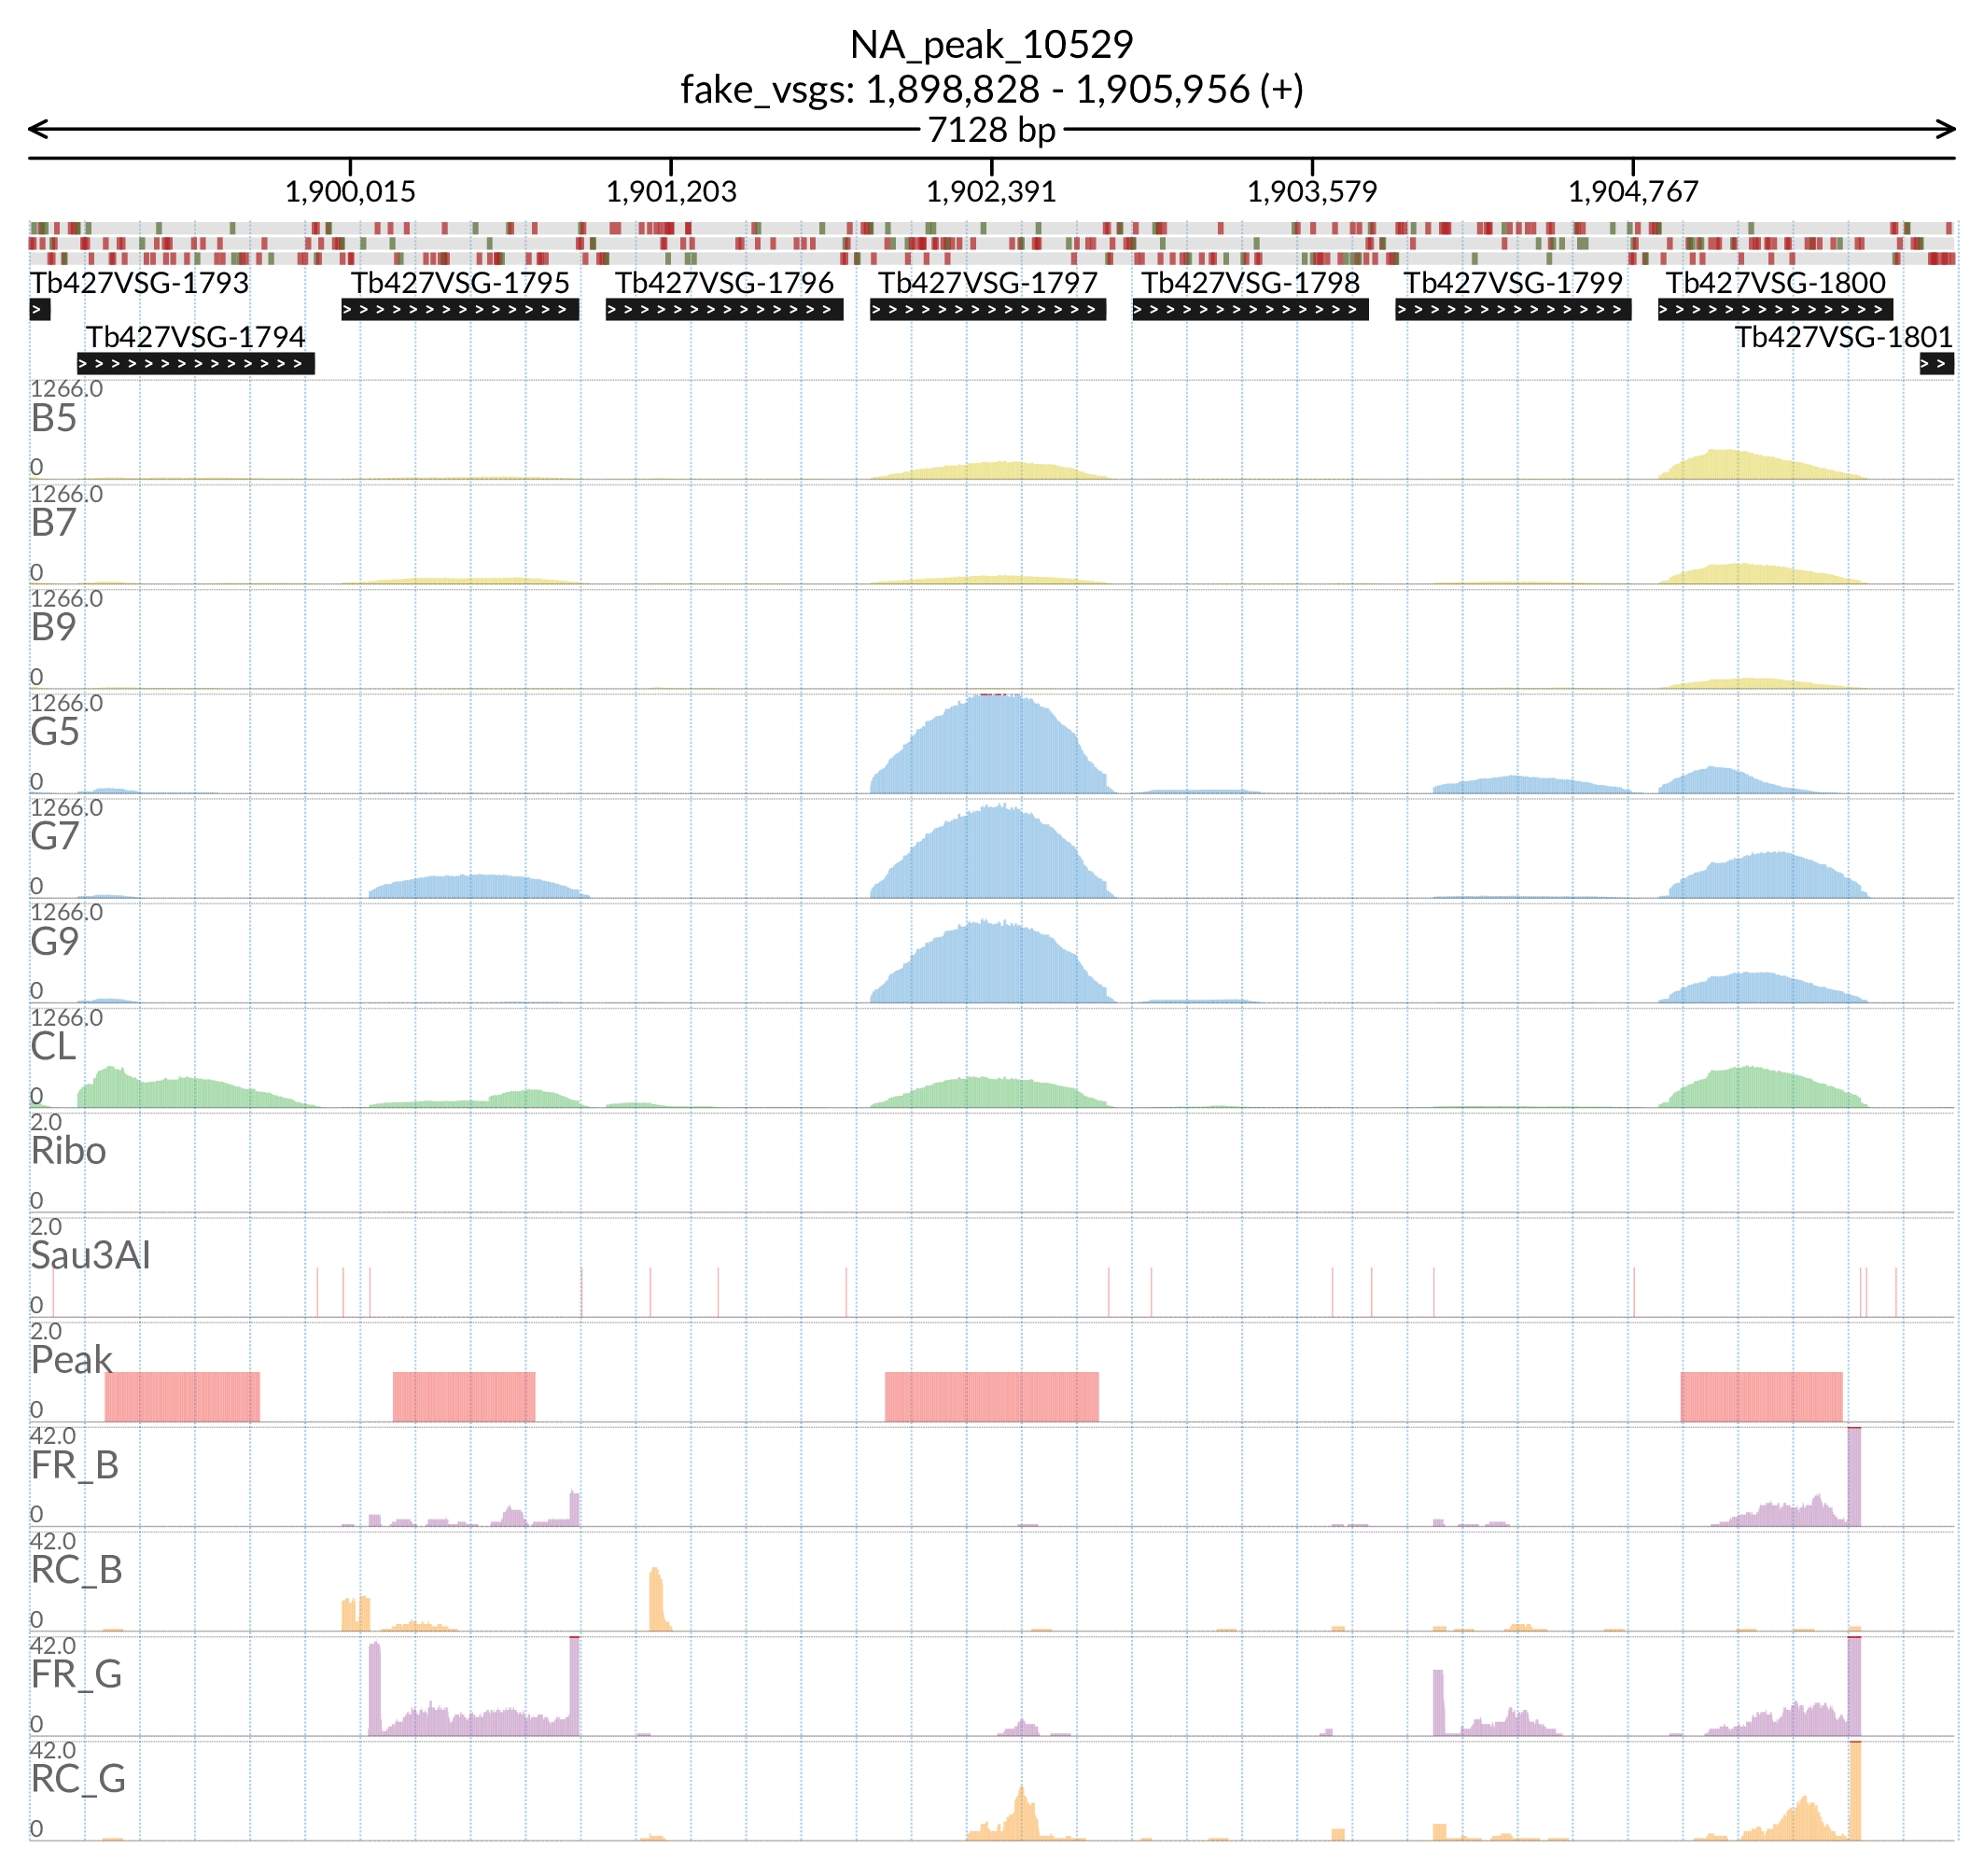 NA_peak_10529
fake_vsgs: 1,898,828 - 1,905,956 (+)
7128 bp
1,900,015 1,901,203 1,902,391 1,903,579 1,904,767
Tb427VSG-1793 Tb427VSG-1795 Tb427VSG-1796 Tb427VSG-1797 Tb427VSG-1798 Tb427VSG-1799 Tb427VSG-1800
Tb427VSG-1794 Tb427VSG-1801
1266.0
B5
0
1266.0
B7
0
1266.0
B9
0
1266.0
G5
0
1266.0
G7
0
1266.0
G9
0
1266.0
CL
0
2.0
Ribo
0
2.0
Sau3AI
0
2.0
Peak
0
42.0
FR_B
0
42.0
RC_B
0
42.0
FR_G
0
42.0
RC_G
0